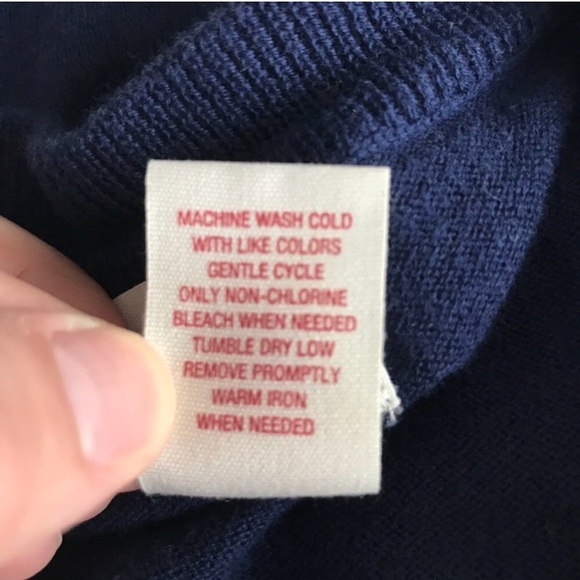 MACHINE WASH COLD
WITH LIKE COLORS
GENTLE CYCLE
ONLY NON-CHLORINE
BLEACH WHEN NEEDED
TUMBLE DRY LOW
REMOVE PROMPTLY
WARM IRON
WHEN NEEDED